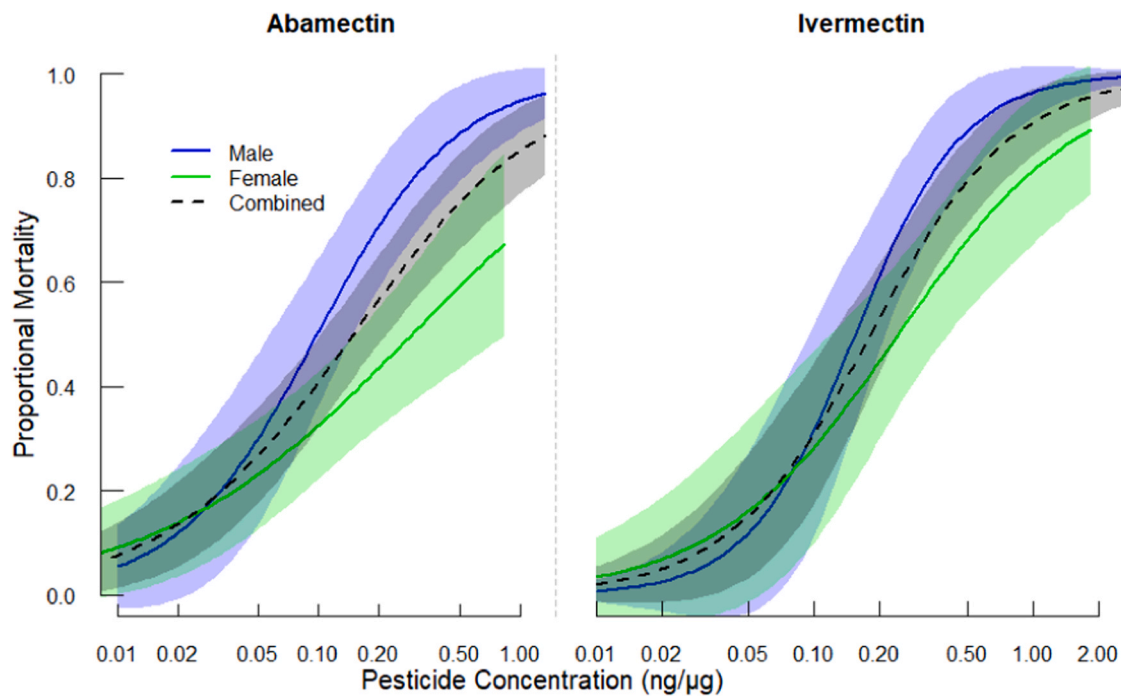 Abamectin
Ivermectin
Proportional Mortality
1.0
0.8
0.6
0.4
0.2
0.0
Male
Female
Combined
0.01 0.02 0.05 0.10 0.20 0.50 1.00
0.01 0.02 0.05 0.10 0.20 0.50 1.00 2.00
Pesticide Concentration (ng/µg)